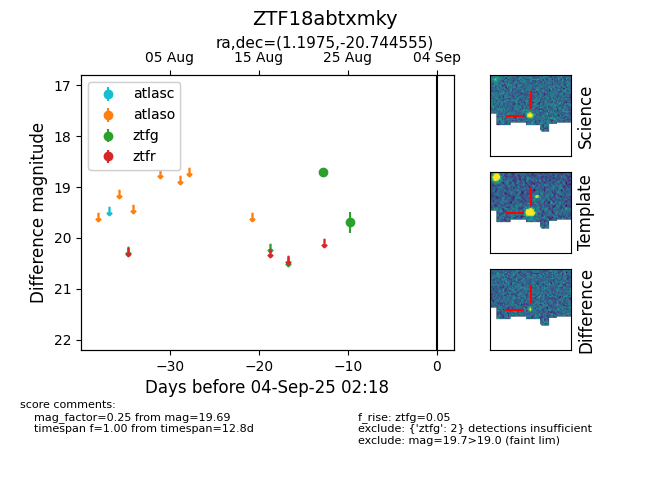 ZTF18abtxmky
ra,dec=(1.1975,-20.744555)
05 Aug 15 Aug 25 Aug 04 Sep
17
18
19
20
21
22
Difference magnitude
atlasc
atlaso
ztfg
ztfr
−30 −20 −10 0
Days before 04-Sep-25 02:18
Science
Template
Difference
score comments:
mag_factor=0.25 from mag=19.69
timespan f=1.00 from timespan=12.8d
f_rise: ztfg=0.05
exclude: {'ztfg': 2} detections insufficient
exclude: mag=19.7>19.0 (faint lim)